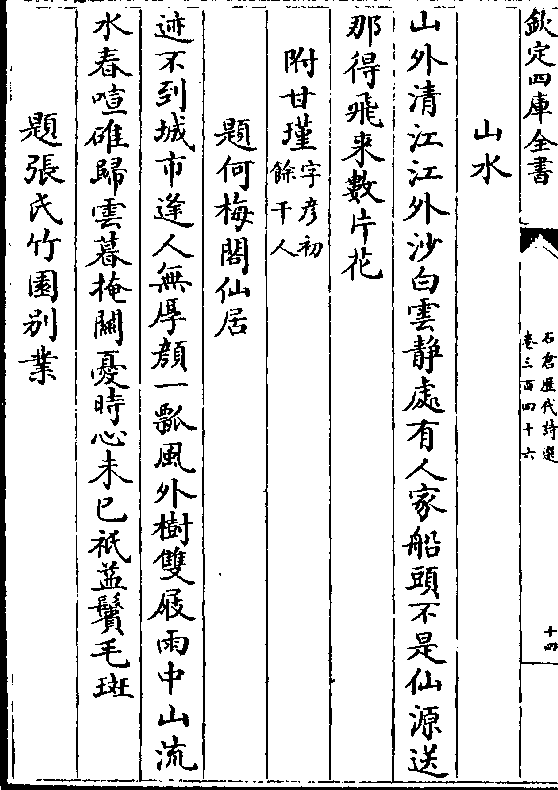 欽定四庫全書
石倉歷代詩選
卷三百四十六
十四
山水
山外清江江外沙白雲静處有人家船頭不是仙源送
那得飛来數片花
附甘瑾字彦初
餘干人
題何梅閣仙居
迹不到城市逢人無厚顔一瓢風外樹雙屐雨中山流
水春喧碓歸雲暮掩關憂時心未已祇益鬢毛斑
題張氏竹園别業